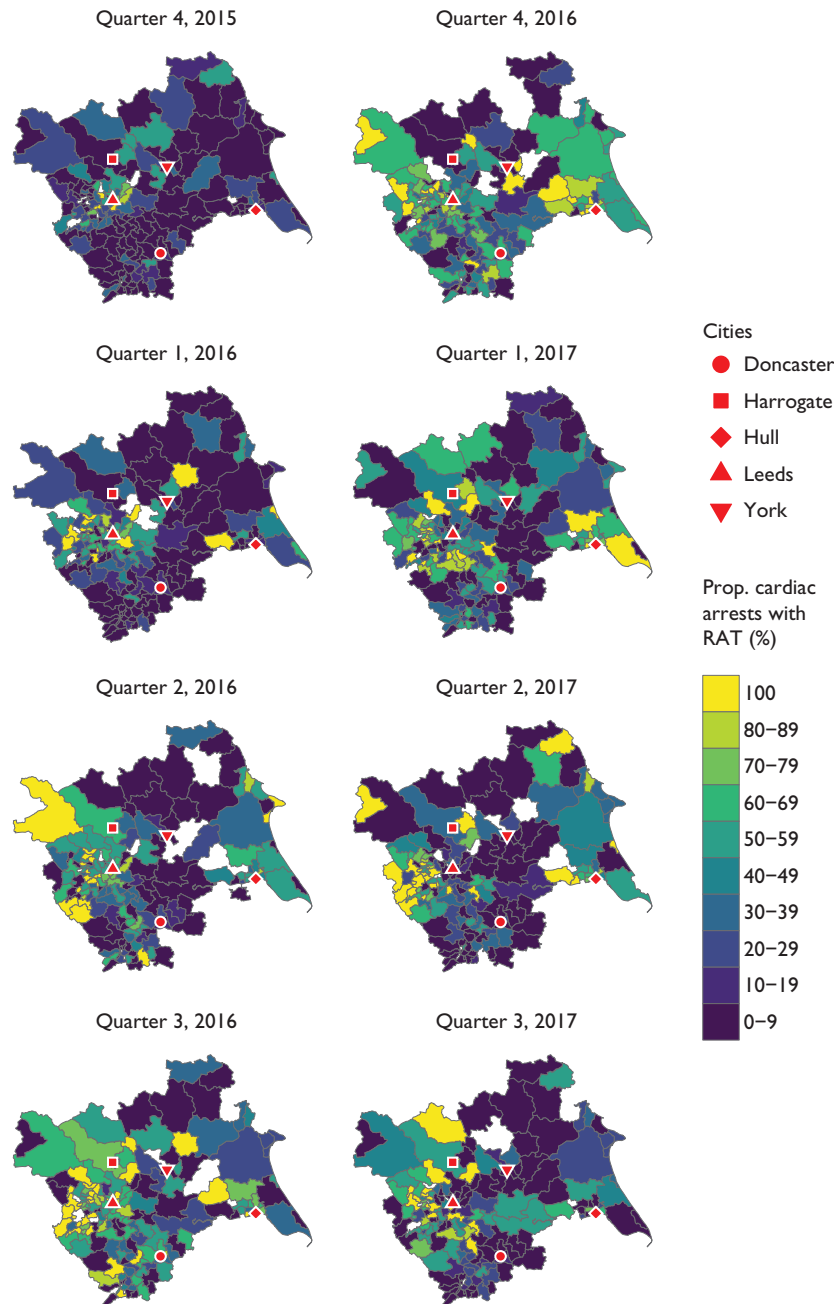 Quarter 4, 2015
Quarter 4, 2016
Quarter 1, 2016
Quarter 1, 2017
Cities
Doncaster
Harrogate
Hull
Leeds
York
Prop. cardiac
arrests with
RAT (%)
100
80−89
70−79
60−69
50−59
40−49
30−39
20−29
10−19
0−9
Quarter 2, 2016
Quarter 2, 2017
Quarter 3, 2016
Quarter 3, 2017